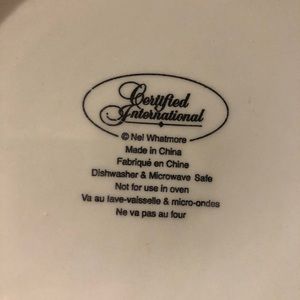 Certified
International
© Nel Whatmore
Made in China
Fabriqué en Chine
Dishwasher & Microwave Safe
Not for use in oven
Va au lave-vaisselle & micro-ondes
Ne va pas au four